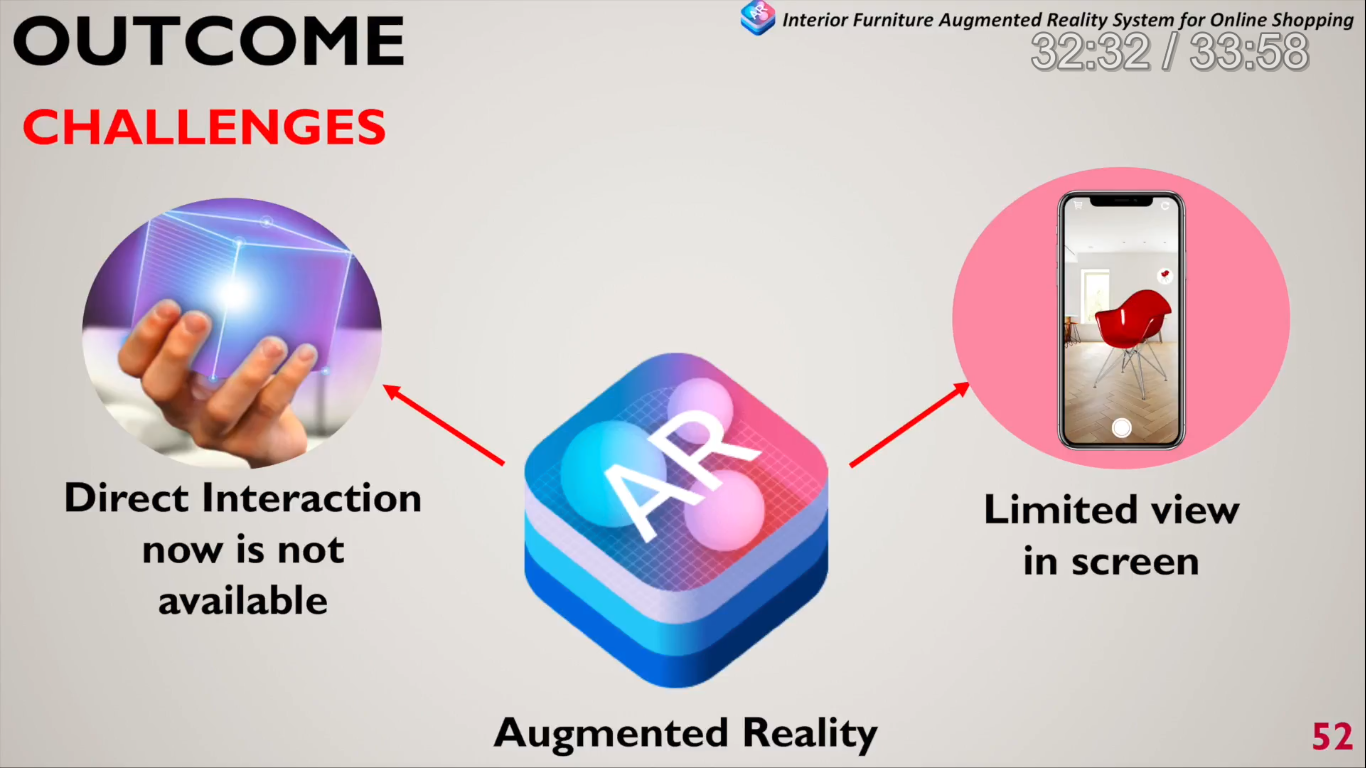 OUTCOME
AR Interior Furniture Augmented Reality System for Online Shopping
32:32 / 33:58
CHALLENGES
AR
Direct Interaction
now is not
available
Limited view
in screen
Augmented Reality
52